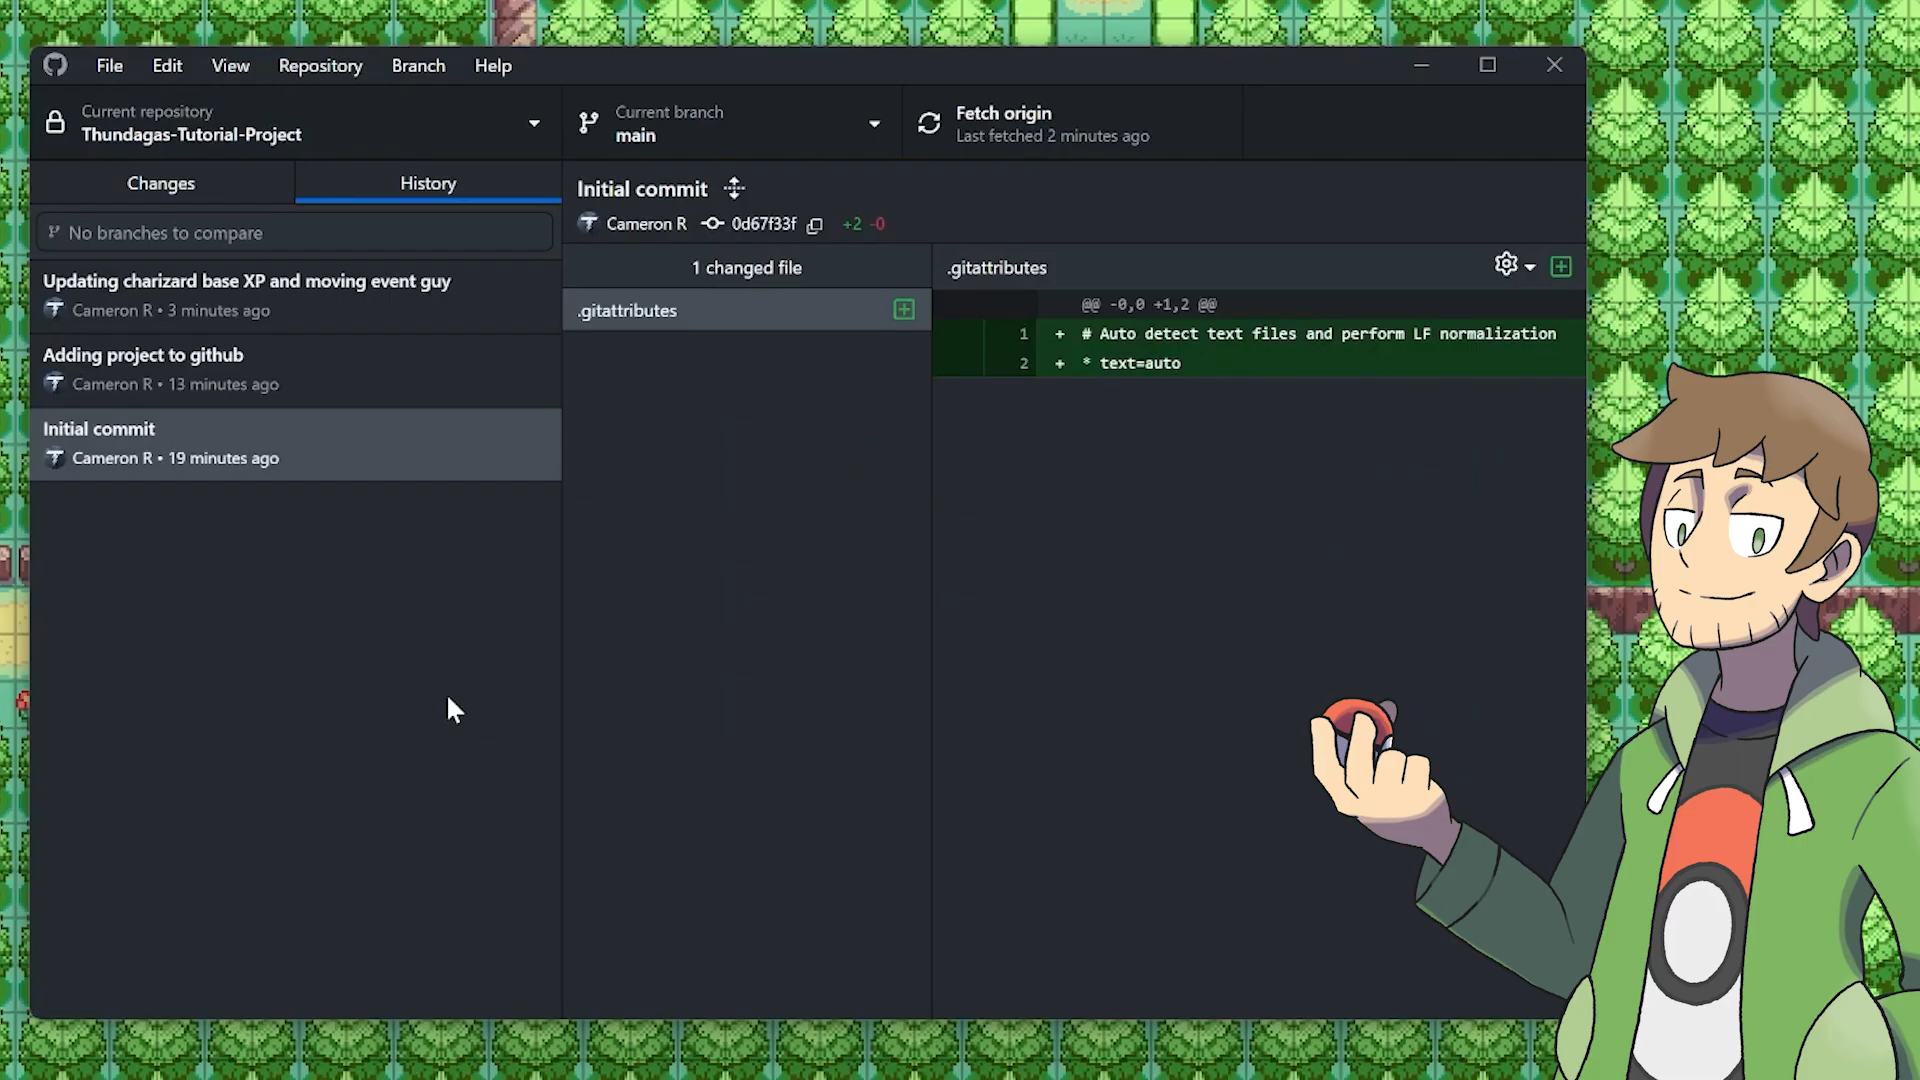 File Edit View Repository Branch Help
Current repository
Thundagas-Tutorial-Project
Current branch
main
Fetch origin
Last fetched 2 minutes ago
Changes
History
No branches to compare
Updating charizard base XP and moving event guy
Cameron R • 3 minutes ago
Adding project to github
Cameron R • 13 minutes ago
Initial commit
Cameron R • 19 minutes ago
Initial commit
Cameron R 0d67f33f +2 -0
1 changed file
.gitattributes
.gitattributes
@@ -0,0 +1,2 @@
1 + # Auto detect text files and perform LF normalization
2 + * text=auto